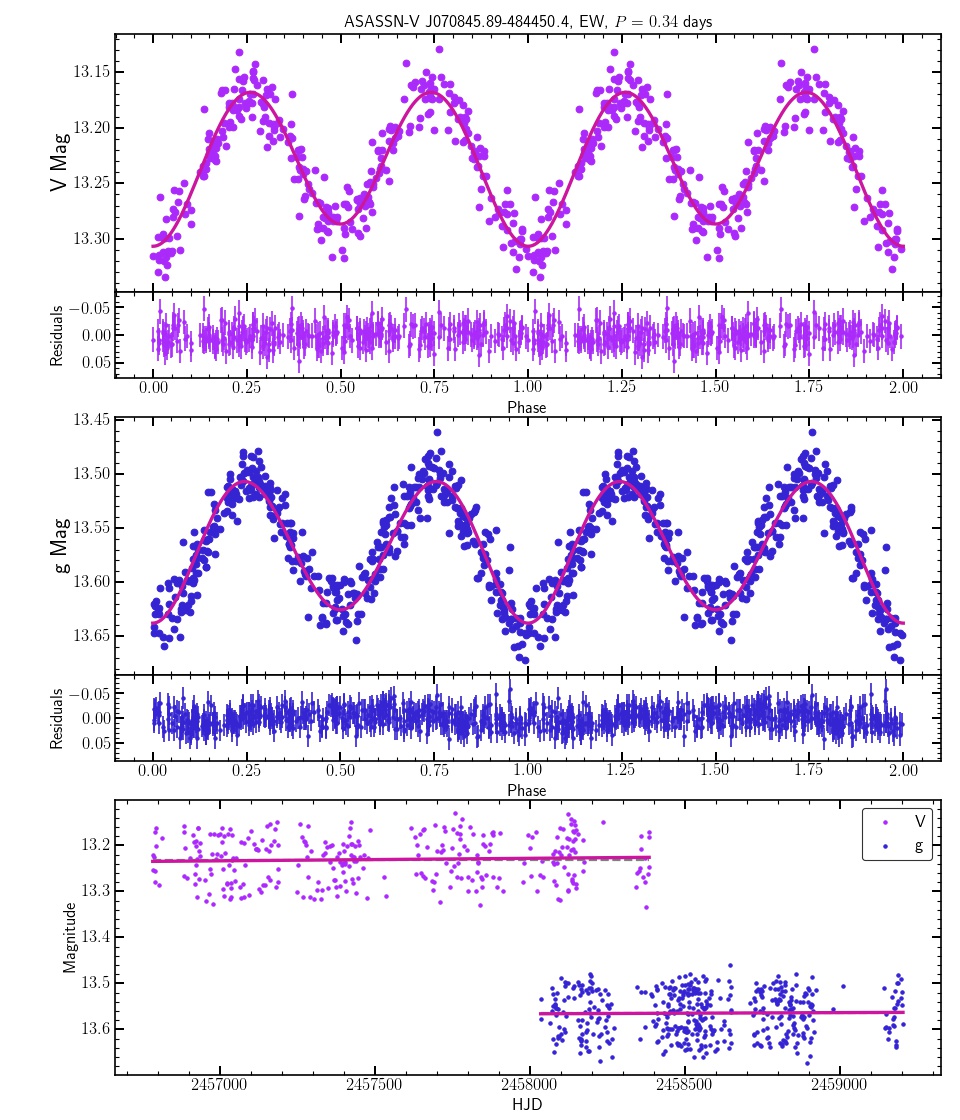 ASASSN-V J070845.89-484450.4, EW, P = 0.34 days
V Mag
13.15
13.20
13.25
13.30
Residuals
−0.05
0.00
0.05
0.00 0.25 0.50 0.75 1.00 1.25 1.50 1.75 2.00
Phase
g Mag
13.45
13.50
13.55
13.60
13.65
Residuals
−0.05
0.00
0.05
0.00 0.25 0.50 0.75 1.00 1.25 1.50 1.75 2.00
Phase
Magnitude
13.2
13.3
13.4
13.5
13.6
V
g
2457000 2457500 2458000 2458500 2459000
HJD